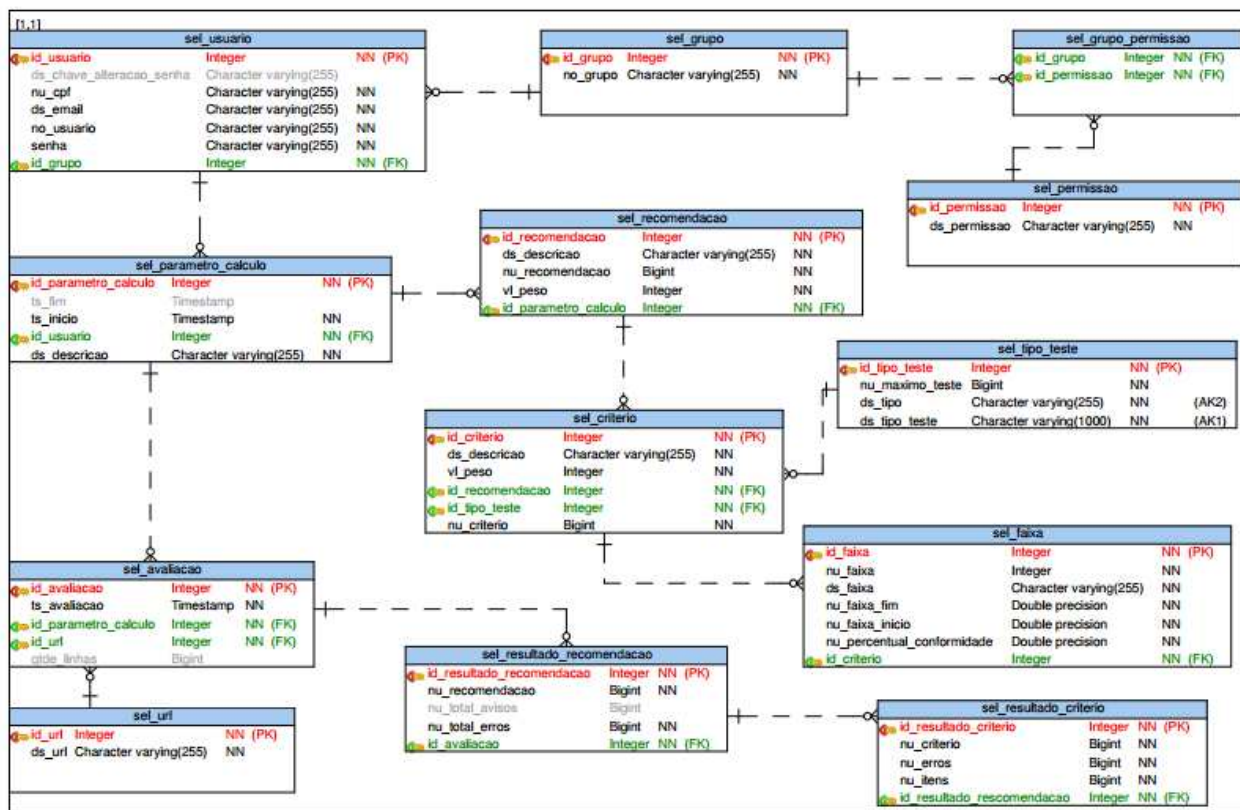 [1,1]
sel_usuario
id_usuario Integer NN (PK)
ds_chave_alteracao_senha Character varying(255)
nu_cpf Character varying(255) NN
ds_email Character varying(255) NN
no_usuario Character varying(255) NN
senha Character varying(255) NN
id_grupo Integer NN (FK)
sel_grupo
id_grupo Integer NN (PK)
no_grupo Character varying(255) NN
sel_grupo_permissao
id_grupo Integer NN (FK)
id_permissao Integer NN (FK)
sel_permissao
id_permissao Integer NN (PK)
ds_permissao Character varying(255) NN
sel_recomendacao
id_recomendacao Integer NN (PK)
ds_descricao Character varying(255) NN
nu_recomendacao Bigint NN
vl_peso Integer NN
id_parametro_calculo Integer NN (FK)
sel_parametro_calculo
id_parametro_calculo Integer NN (PK)
ts_fim Timestamp
ts_inicio Timestamp NN
id_usuario Integer NN (FK)
ds_descricao Character varying(255) NN
sel_tipo_teste
id_tipo_teste Integer NN (PK)
nu_maximo_teste Bigint NN
ds_tipo Character varying(255) NN (AK2)
ds_tipo_teste Character varying(1000) NN (AK1)
sel_criterio
id_criterio Integer NN (PK)
ds_descricao Character varying(255) NN
vl_peso Integer NN
id_recomendacao Integer NN (FK)
id_tipo_teste Integer NN (FK)
nu_criterio Bigint NN
sel_faixa
id_faixa Integer NN (PK)
nu_faixa Integer NN
ds_faixa Character varying(255) NN
nu_faixa_fim Double precision NN
nu_faixa_inicio Double precision NN
nu_percentual_conformidade Double precision NN
id_criterio Integer NN (FK)
sel_avaliacao
id_avaliacao Integer NN (PK)
ts_avaliacao Timestamp NN
id_parametro_calculo Integer NN (FK)
id_url Integer NN (FK)
qtde_linhas Bigint
sel_resultado_recomendacao
id_resultado_recomendacao Integer NN (PK)
nu_recomendacao Bigint NN
nu_total_avisos Bigint
nu_total_erros Bigint NN
id_avaliacao Integer NN (FK)
sel_url
id_url Integer NN (PK)
ds_url Character varying(255) NN
sel_resultado_criterio
id_resultado_criterio Integer NN (PK)
nu_criterio Bigint NN
nu_erros Bigint NN
nu_itens Bigint NN
id_resultado_rescomendacao Integer NN (FK)